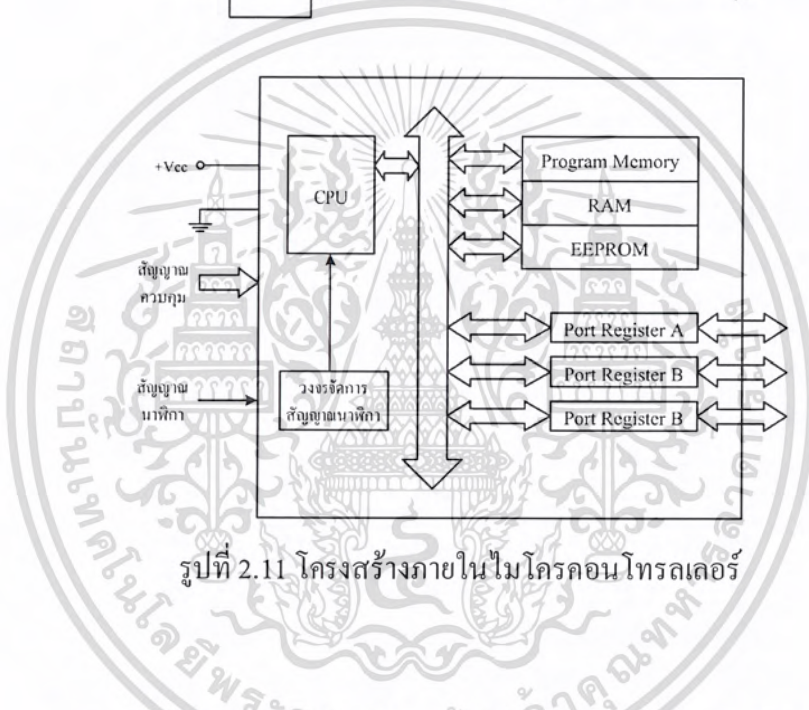 +Vcc
CPU
Program Memory
RAM
EEPROM
สัญญาณ
ควบคุม
Port Register A
Port Register B
Port Register B
สัญญาณ
นาฬิกา
วงจรจัดการ
สัญญาณนาฬิกา
รูปที่ 2.11 โครงสร้างภายในไมโครคอนโทรลเลอร์